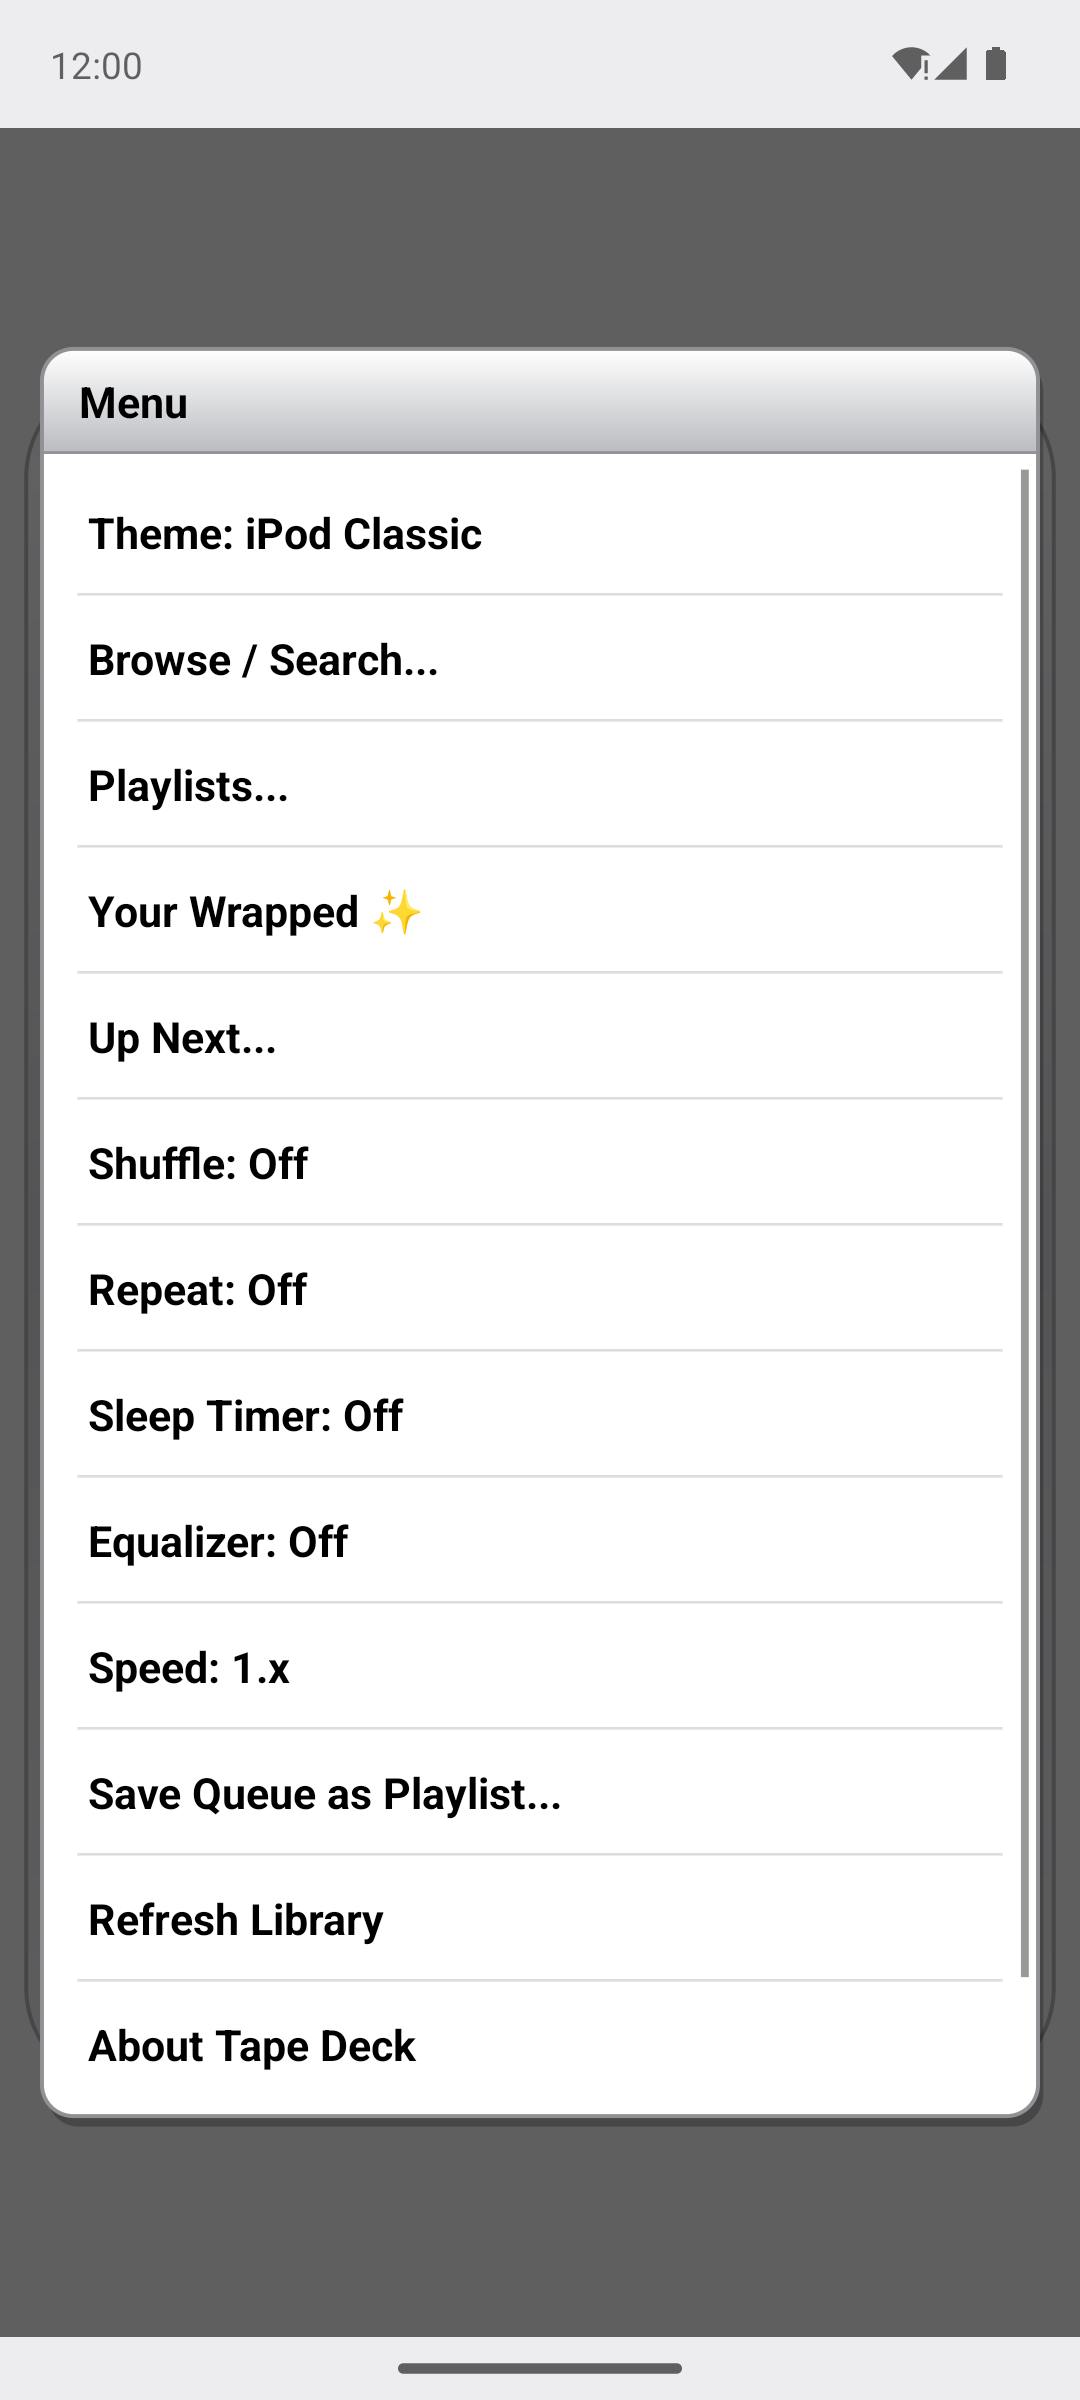 12:00
Menu
Theme: iPod Classic
Browse / Search...
Playlists...
Your Wrapped ✨
Up Next...
Shuffle: Off
Repeat: Off
Sleep Timer: Off
Equalizer: Off
Speed: 1.x
Save Queue as Playlist...
Refresh Library
About Tape Deck